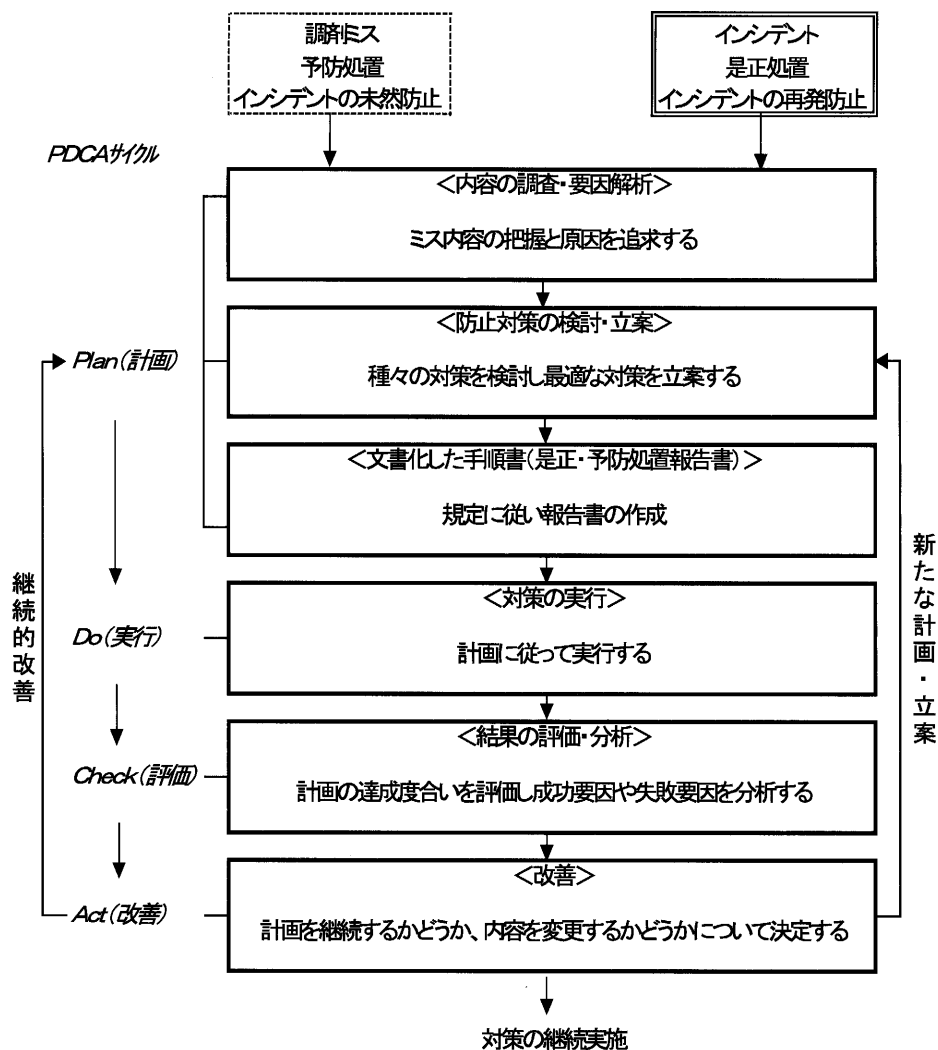 調剤ミス
予防処置
インシデントの未然防止
インシデント
是正処置
インシデントの再発防止
PDCAサイクル
＜内容の調査・要因解析＞
ミス内容の把握と原因を追求する
Plan(計画)
＜防止対策の検討・立案＞
種々の対策を検討し最適な対策を立案する
＜文書化した手順書(是正・予防処置報告書)＞
規定に従い報告書の作成
Do(実行)
＜対策の実行＞
計画に従って実行する
Check(評価)
＜結果の評価・分析＞
計画の達成度合いを評価し成功要因や失敗要因を分析する
Act(改善)
＜改善＞
計画を継続するかどうか、内容を変更するかどうかについて決定する
継続的改善
新たな計画・立案
対策の継続実施